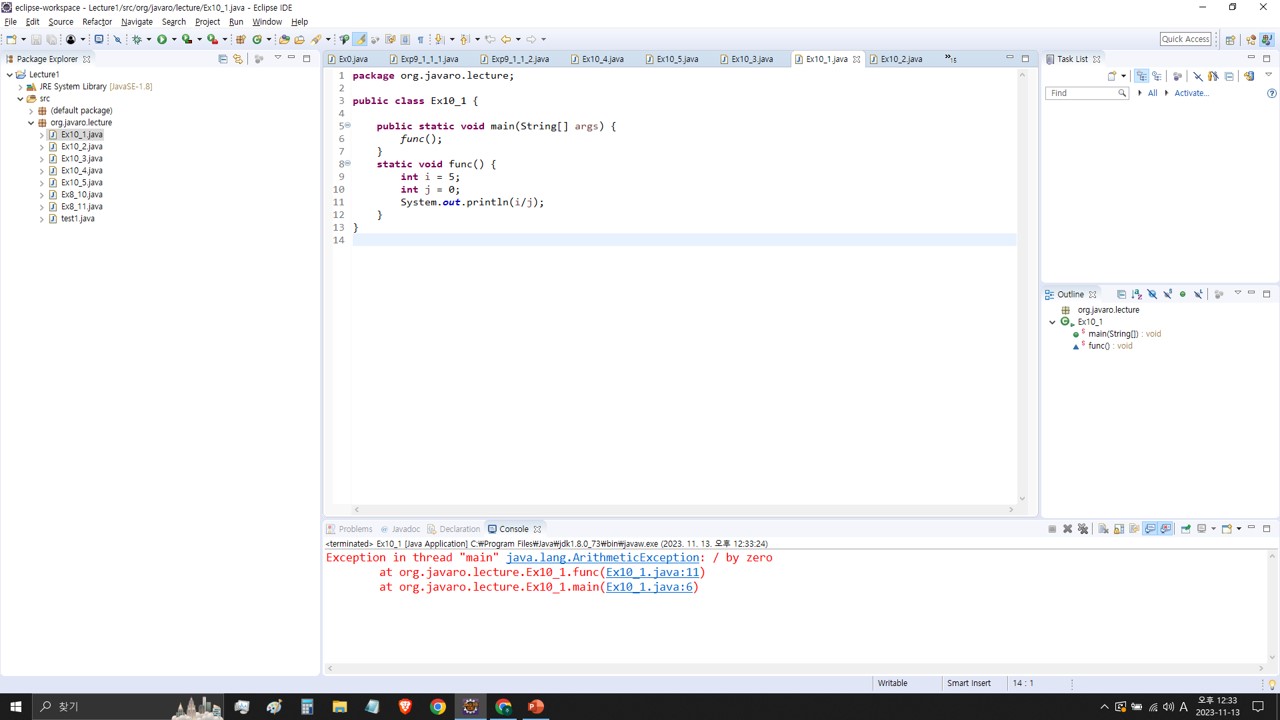 eclipse-workspace - Lecture1/src/org/javaro/lecture/Ex10_1.java - Eclipse IDE
File Edit Source Refactor Navigate Search Project Run Window Help
Quick Access
Package Explorer
Lecture1
JRE System Library [JavaSE-1.8]
src
(default package)
org.javaro.lecture
Ex10_1.java
Ex10_2.java
Ex10_3.java
Ex10_4.java
Ex10_5.java
Ex8_10.java
Ex8_11.java
test1.java
Ex0.java Exp9_1_1_1.java Exp9_1_1_2.java Ex10_4.java Ex10_5.java Ex10_3.java Ex10_1.java Ex10_2.java »15
1 package org.javaro.lecture;
2
3 public class Ex10_1 {
4
5 public static void main(String[] args) {
6 func();
7 }
8 static void func() {
9 int i = 5;
10 int j = 0;
11 System.out.println(i/j);
12 }
13 }
14
Task List
Find All Activate...
Outline
org.javaro.lecture
Ex10_1
main(String[]) : void
func() : void
Problems Javadoc Declaration Console
<terminated> Ex10_1 [Java Application] C:₩Program Files₩Java₩jdk1.8.0_73₩bin₩javaw.exe (2023. 11. 13. 오후 12:33:24)
Exception in thread "main" java.lang.ArithmeticException: / by zero
at org.javaro.lecture.Ex10_1.func(Ex10_1.java:11)
at org.javaro.lecture.Ex10_1.main(Ex10_1.java:6)
Writable Smart Insert 14 : 1
찾기
A
오후 12:33
2023-11-13